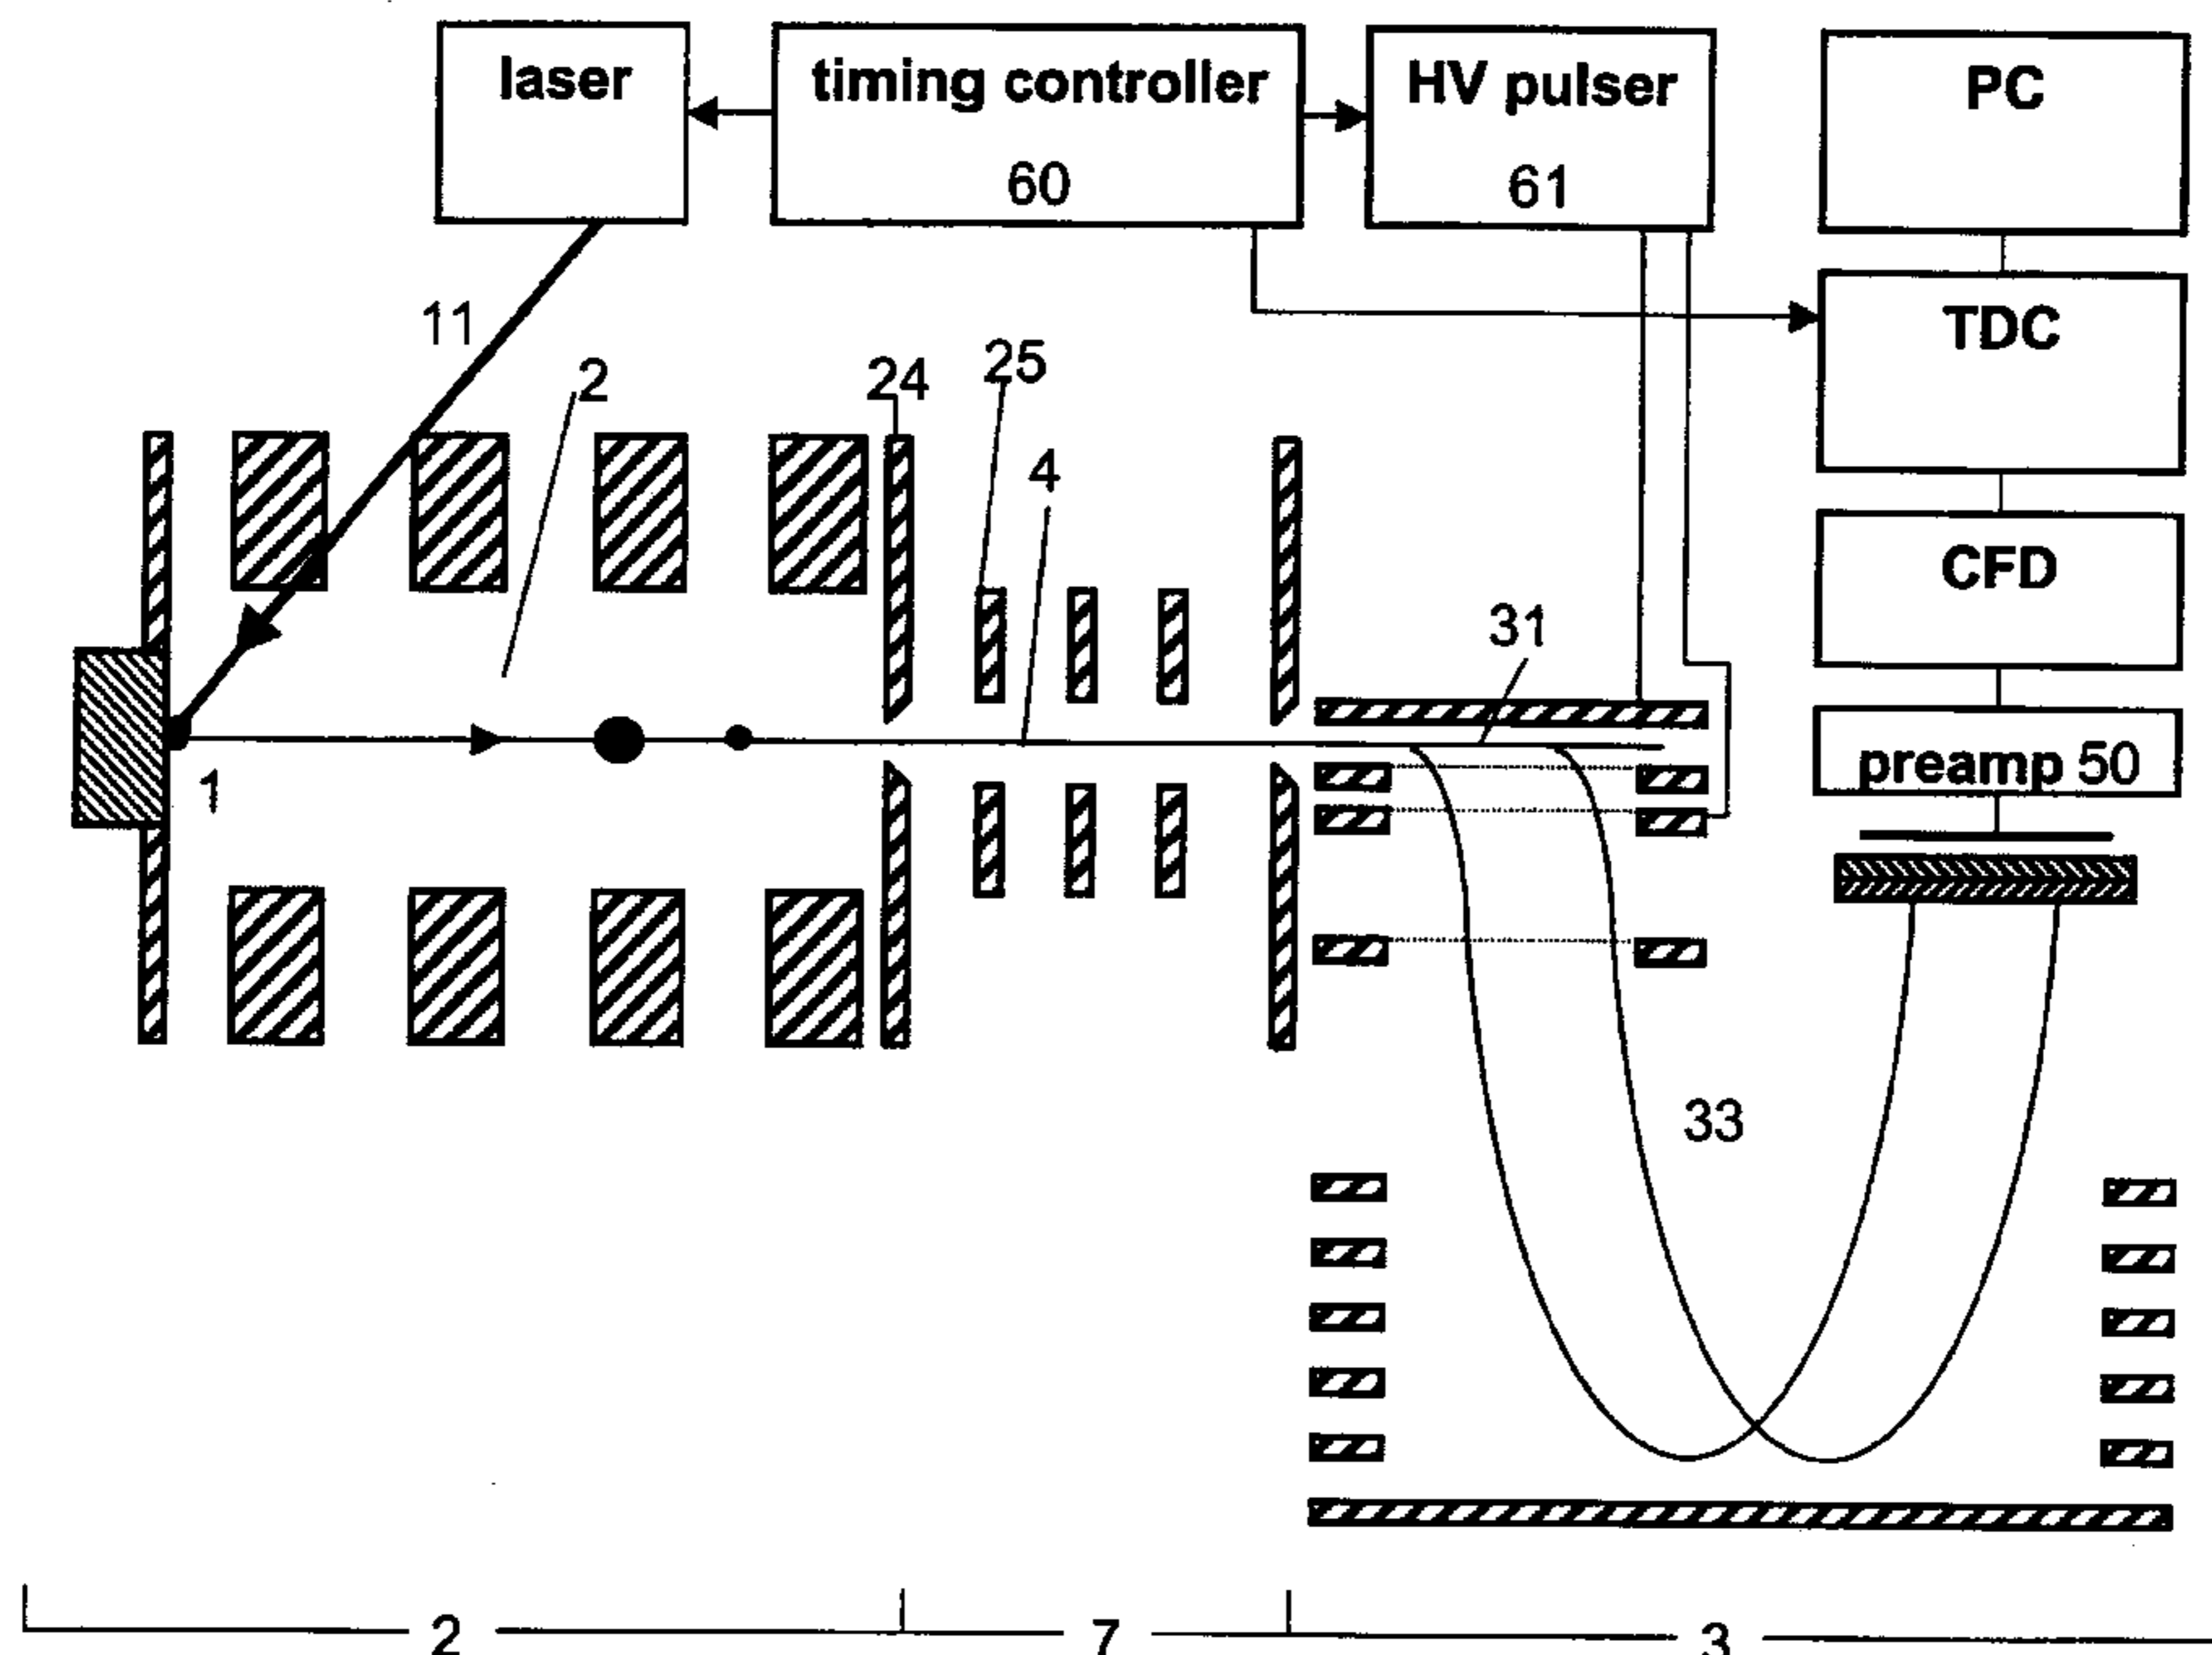 laser
timing controller
60
HV pulser
61
PC
11
2
24
25
4
TDC
CFD
31
preamp 50
1
33
2
7
3